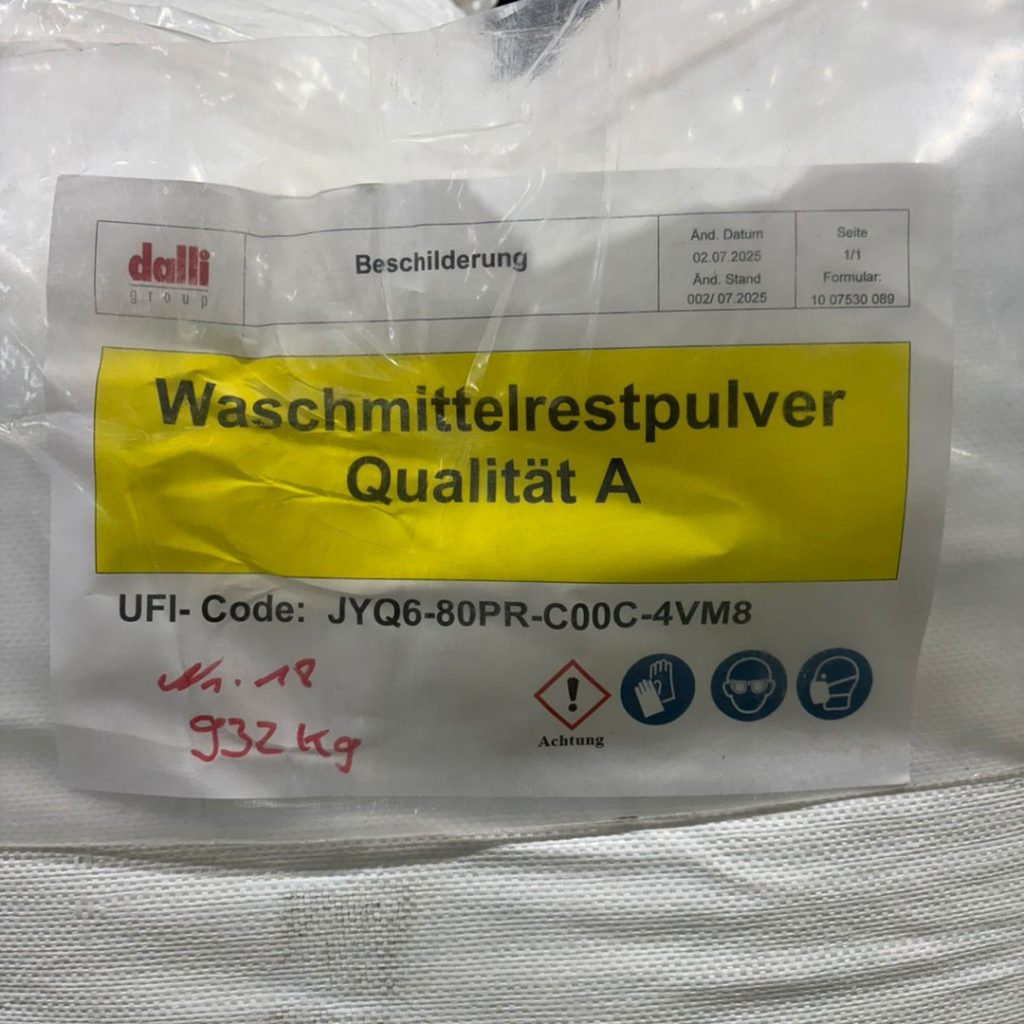 dalli
group
Beschilderung
Änd. Datum
02.07.2025
Änd. Stand
002/ 07.2025
Seite
1/1
Formular:
10 07530 089
Waschmittelrestpulver
Qualität A
UFI- Code: JYQ6-80PR-C00C-4VM8
Nr. 18
932 kg
Achtung